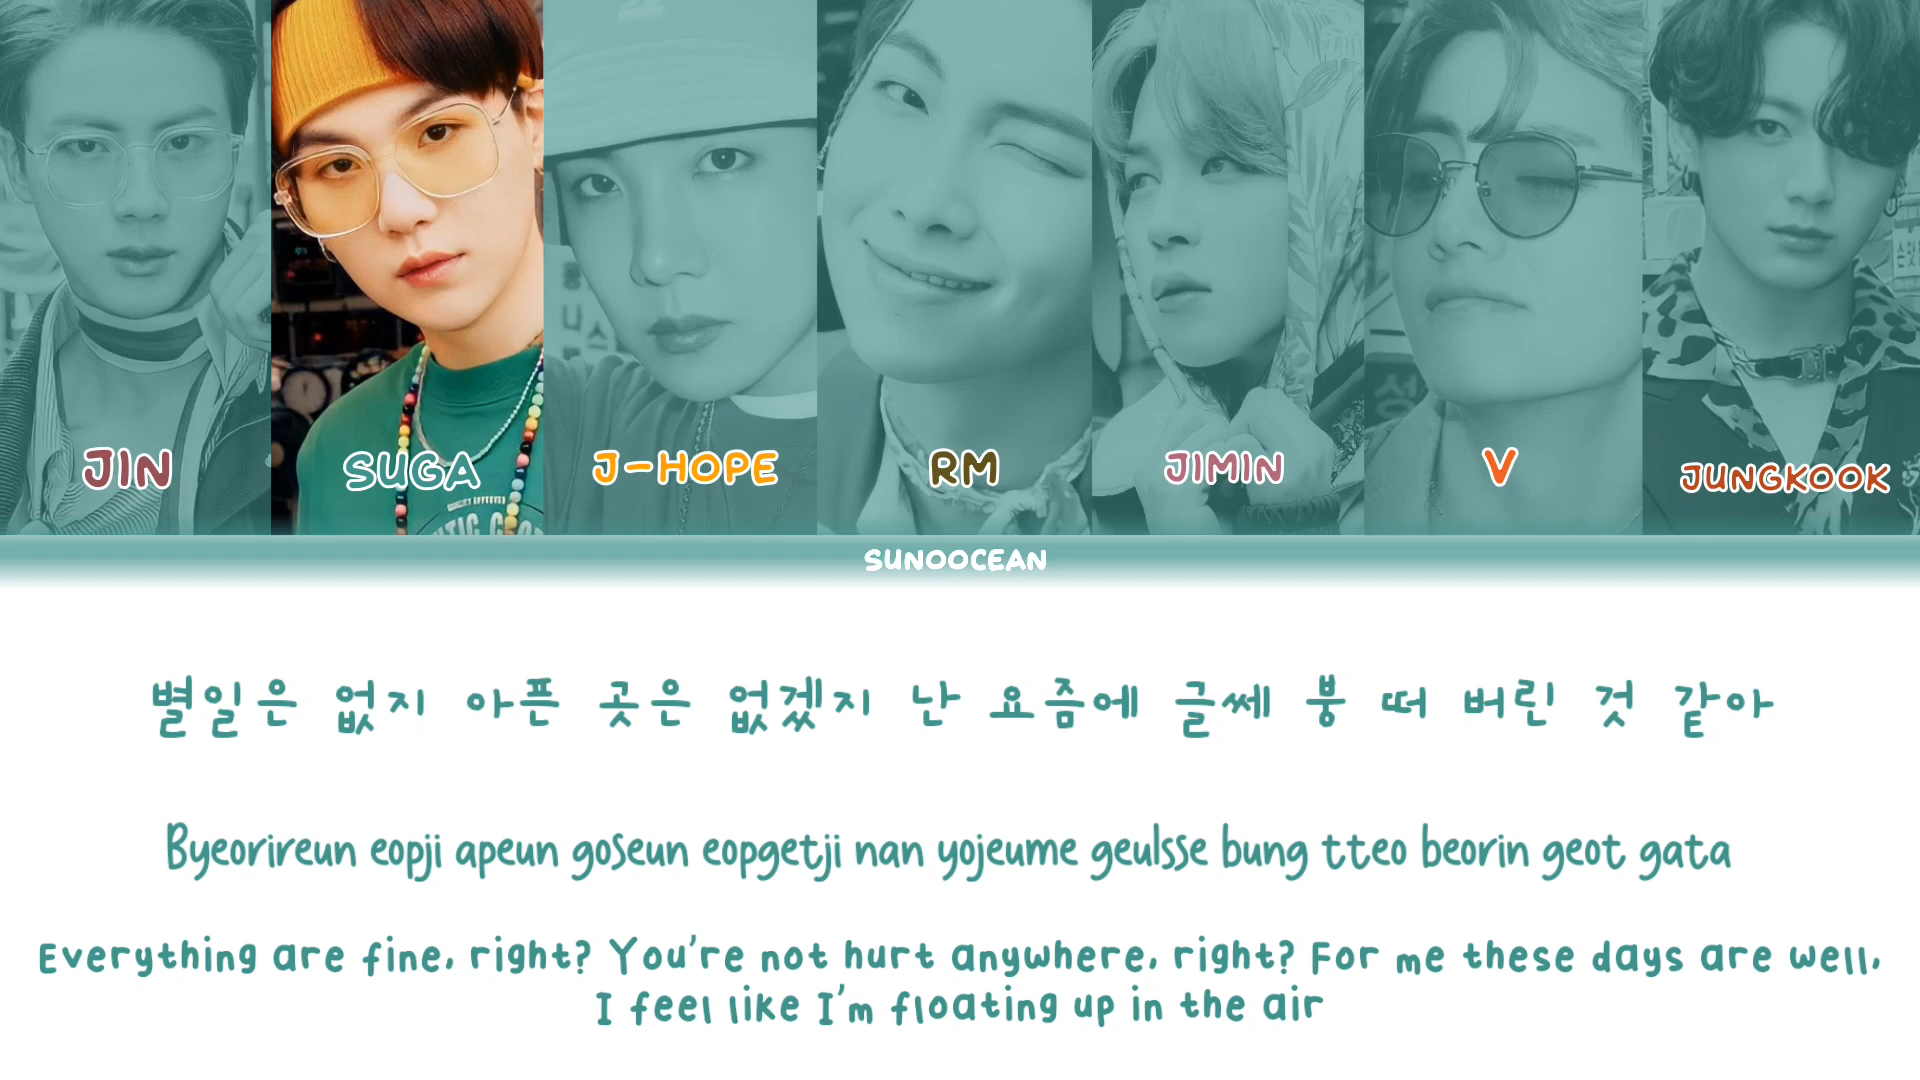 JIN
SUGA
J-HOPE
RM
JIMIN
V
JUNGKOOK
SUNOOCEAN
별일은 없지 아픈 곳은 없겠지 난 요즘에 글쎄 붕 떠 버린 것 같아
Byeorireun eopji apeun goseun eopgetji nan yojeume geulsse bung tteo beorin geot gata
Everything are fine, right? You're not hurt anywhere, right? For me these days are well,
I feel like I'm floating up in the air